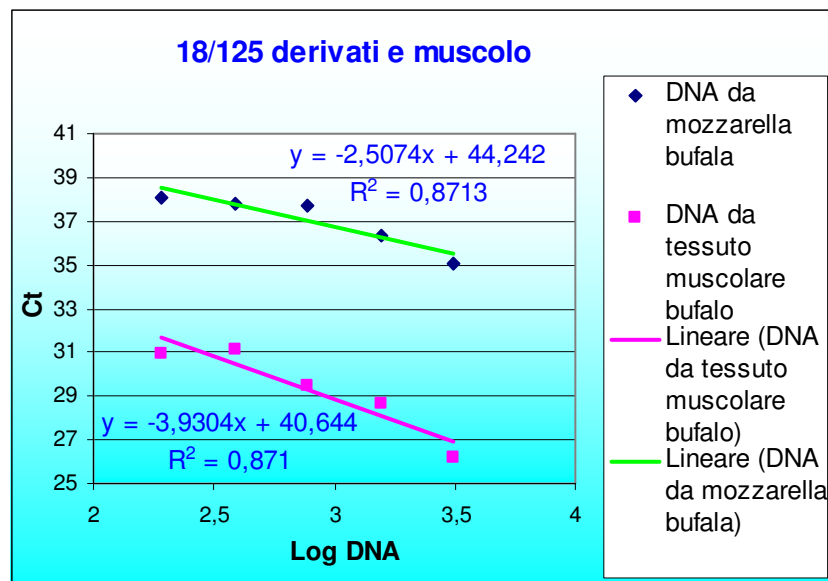 18/125 derivati e muscolo
41
39
37
35
33
31
29
27
25
Ct
y = -2,5074x + 44,242
R² = 0,8713
y = -3,9304x + 40,644
R² = 0,871
2
2,5
3
3,5
4
Log DNA
DNA da
mozzarella
bufala
DNA da
tessuto
muscolare
bufalo
Lineare (DNA
da tessuto
muscolare
bufalo)
Lineare (DNA
da mozzarella
bufala)